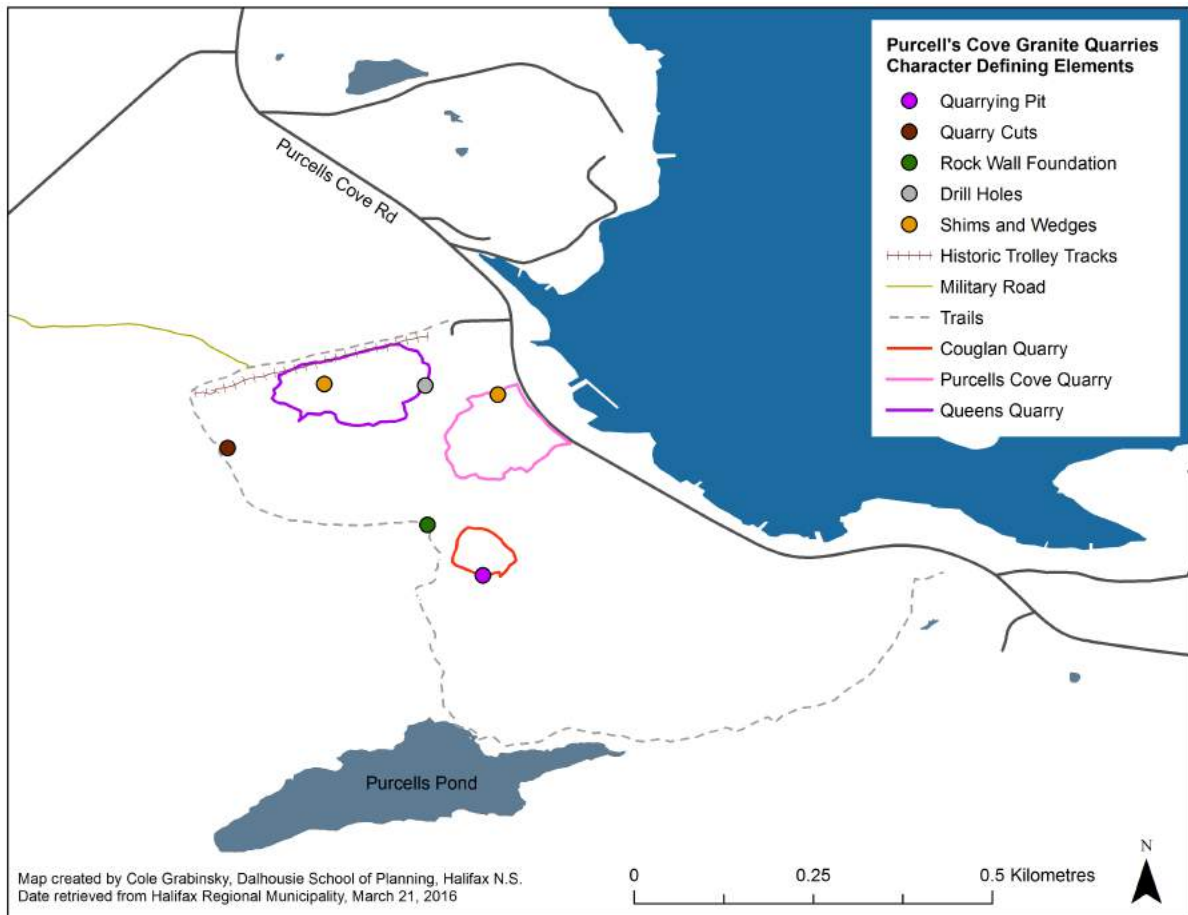 Purcell's Cove Granite Quarries
Character Defining Elements
Quarrying Pit
Quarry Cuts
Rock Wall Foundation
Drill Holes
Shims and Wedges
Historic Trolley Tracks
Military Road
Trails
Couglan Quarry
Purcells Cove Quarry
Queens Quarry
Purcells Cove Rd
Purcells Pond
Map created by Cole Grabinsky, Dalhousie School of Planning, Halifax N.S.
Date retrieved from Halifax Regional Municipality, March 21, 2016
0 0.25 0.5 Kilometres
N